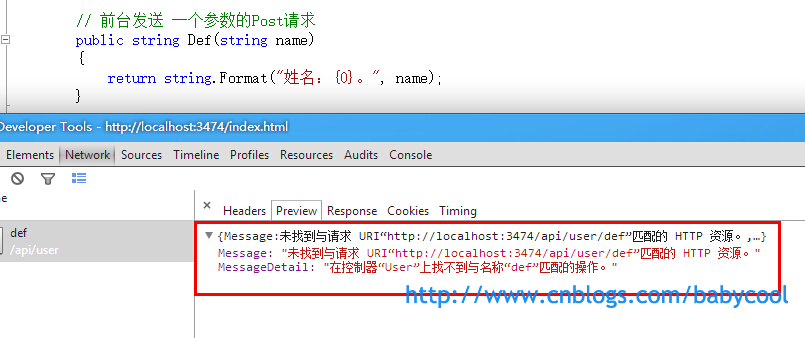 // 前台发送 一个参数的Post请求
public string Def(string name)
{
return string.Format("姓名：{0}。", name);
}
Developer Tools - http://localhost:3474/index.html
Elements Network Sources Timeline Profiles Resources Audits Console
me
× Headers Preview Response Cookies Timing
def
/api/user
▼ {Message:未找到与请求 URI“http://localhost:3474/api/user/def”匹配的 HTTP 资源。,…}
Message: "未找到与请求 URI“http://localhost:3474/api/user/def”匹配的 HTTP 资源。"
MessageDetail: "在控制器“User”上找不到与名称“def”匹配的操作。"
http://www.cnblogs.com/babycool